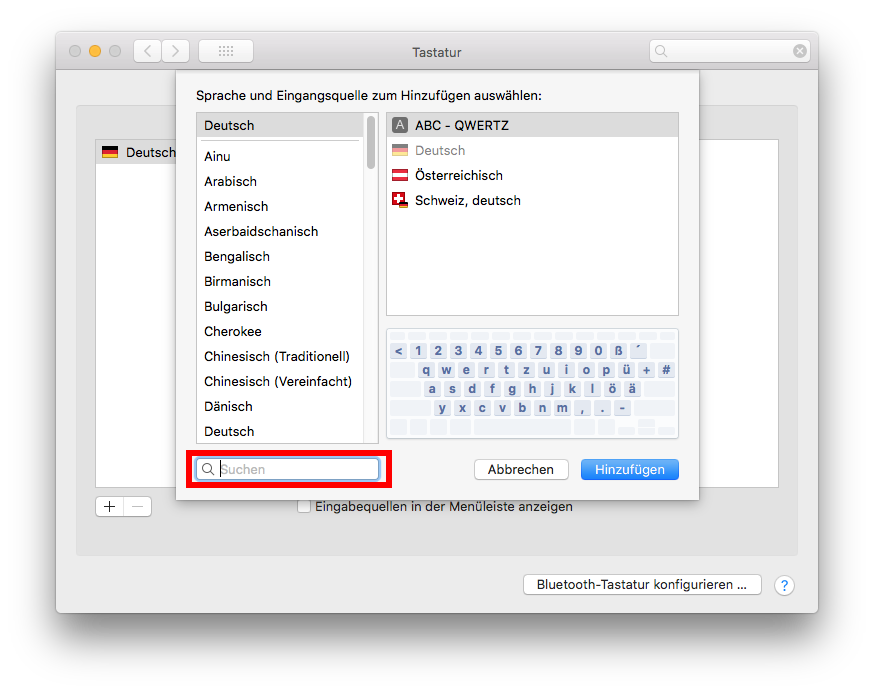 Tastatur
Sprache und Eingangsquelle zum Hinzufügen auswählen:
Deutsch
Deutsch
Ainu
Arabisch
Armenisch
Aserbaidschanisch
Bengalisch
Birmanisch
Bulgarisch
Cherokee
Chinesisch (Traditionell)
Chinesisch (Vereinfacht)
Dänisch
Deutsch
A ABC - QWERTZ
Deutsch
Österreichisch
Schweiz, deutsch
< 1 2 3 4 5 6 7 8 9 0 ß ´
q w e r t z u i o p ü + #
a s d f g h j k l ö ä
y x c v b n m , . -
Suchen
Abbrechen
Hinzufügen
+ −
Eingabequellen in der Menüleiste anzeigen
Bluetooth-Tastatur konfigurieren ...
?